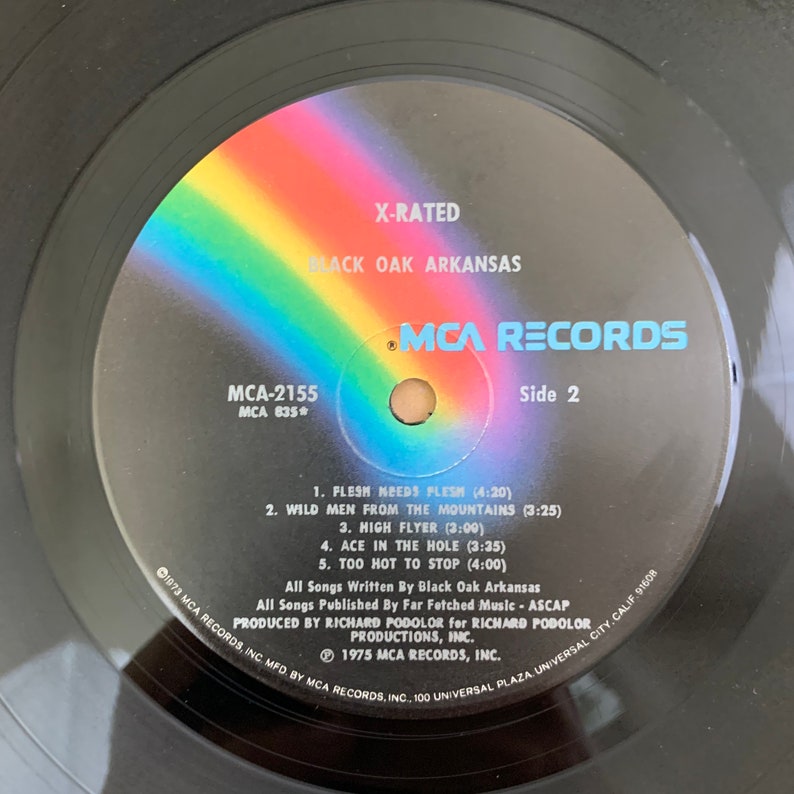 X-RATED
BLACK OAK ARKANSAS
® MCA RECORDS
MCA-2155
MCA 835*
Side 2
1. FLESH NEEDS FLESH (4:20)
2. WILD MEN FROM THE MOUNTAINS (3:25)
3. HIGH FLYER (3:00)
4. ACE IN THE HOLE (3:35)
5. TOO HOT TO STOP (4:00)
All Songs Written By Black Oak Arkansas
All Songs Published By Far Fetched Music - ASCAP
PRODUCED BY RICHARD PODOLOR for RICHARD PODOLOR
PRODUCTIONS, INC.
℗ 1975 MCA RECORDS, INC.
©1973 MCA RECORDS, INC. MFD. BY MCA RECORDS, INC., 100 UNIVERSAL PLAZA, UNIVERSAL CITY, CALIF. 91608